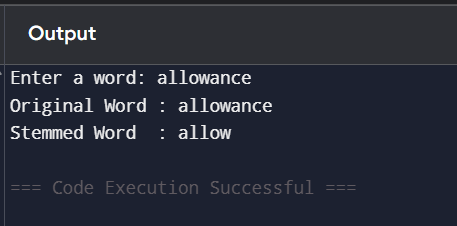 Output
Enter a word: allowance
Original Word : allowance
Stemmed Word  : allow
=== Code Execution Successful ===